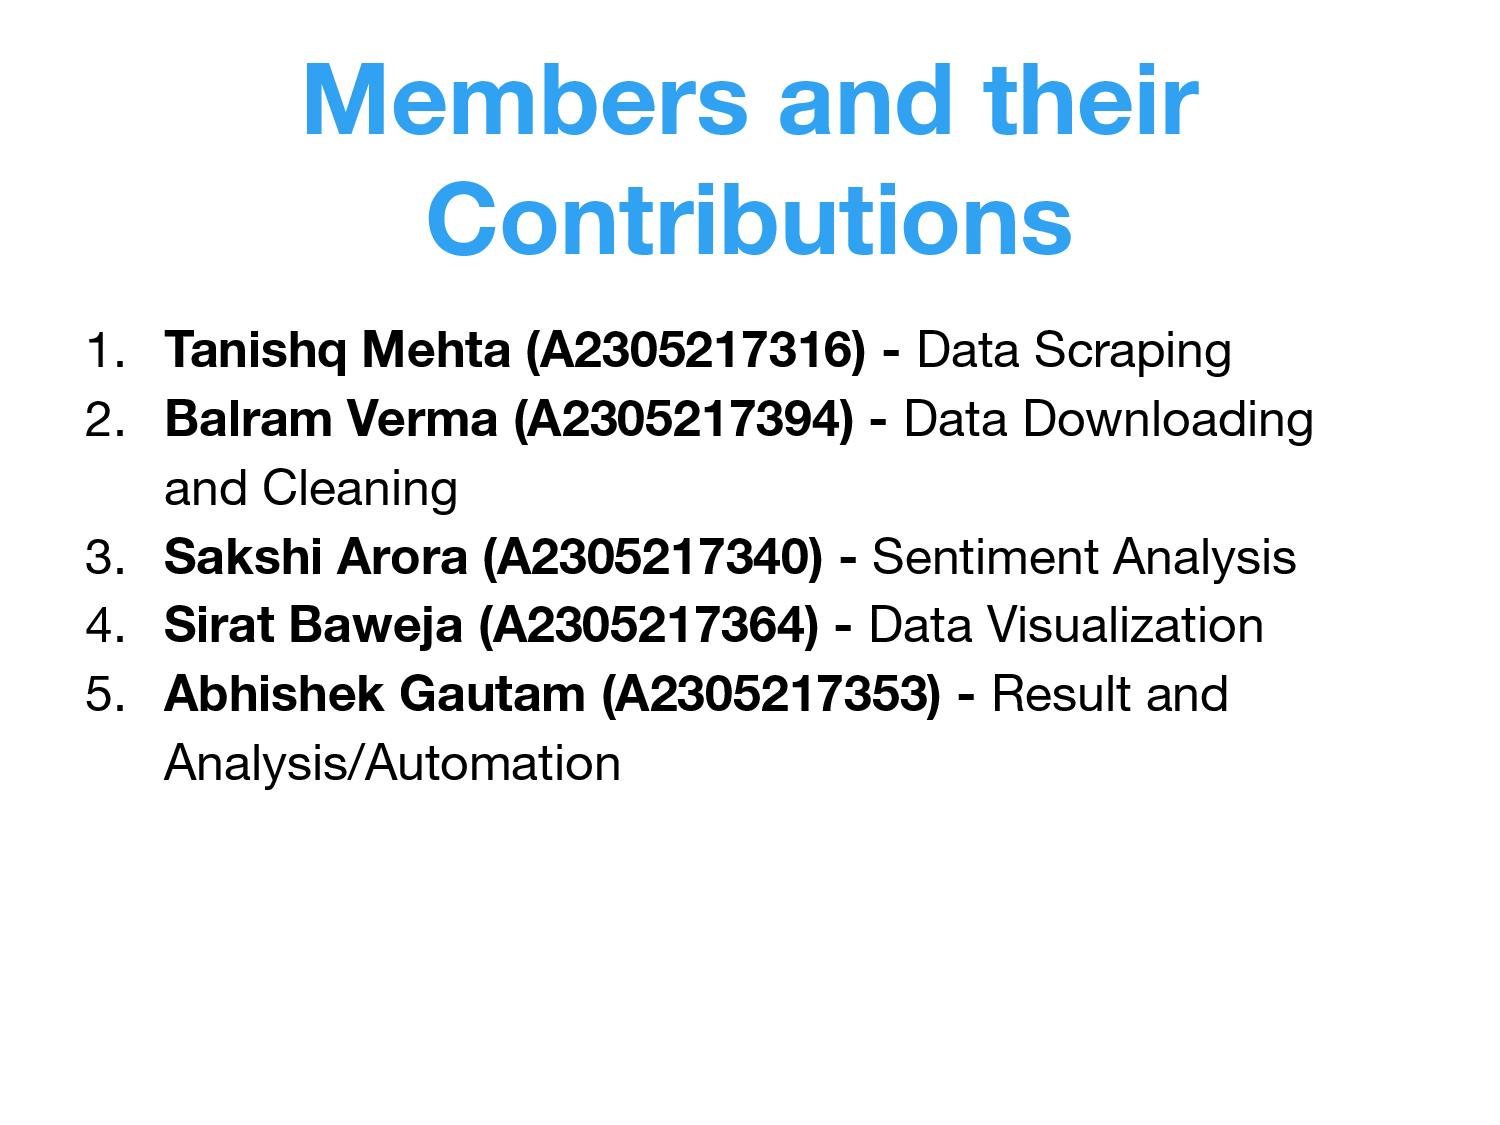 Members and their
Contributions
1. Tanishq Mehta (A2305217316) - Data Scraping
2. Balram Verma (A2305217394) - Data Downloading
and Cleaning
3. Sakshi Arora (A2305217340) - Sentiment Analysis
4. Sirat Baweja (A2305217364) - Data Visualization
5. Abhishek Gautam (A2305217353) - Result and
Analysis/Automation